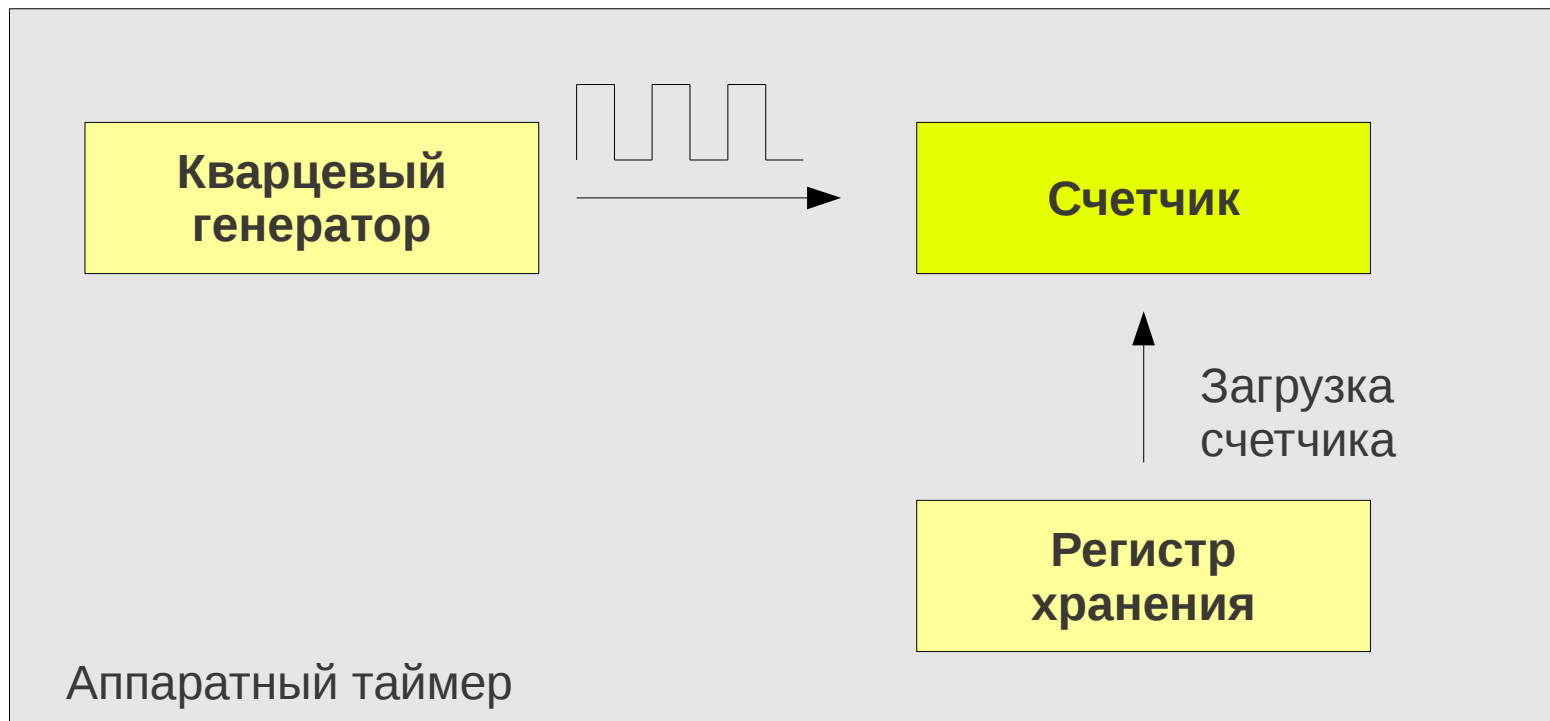 Кварцевый
генератор
Счетчик
Загрузка
счетчика
Регистр
хранения
Аппаратный таймер